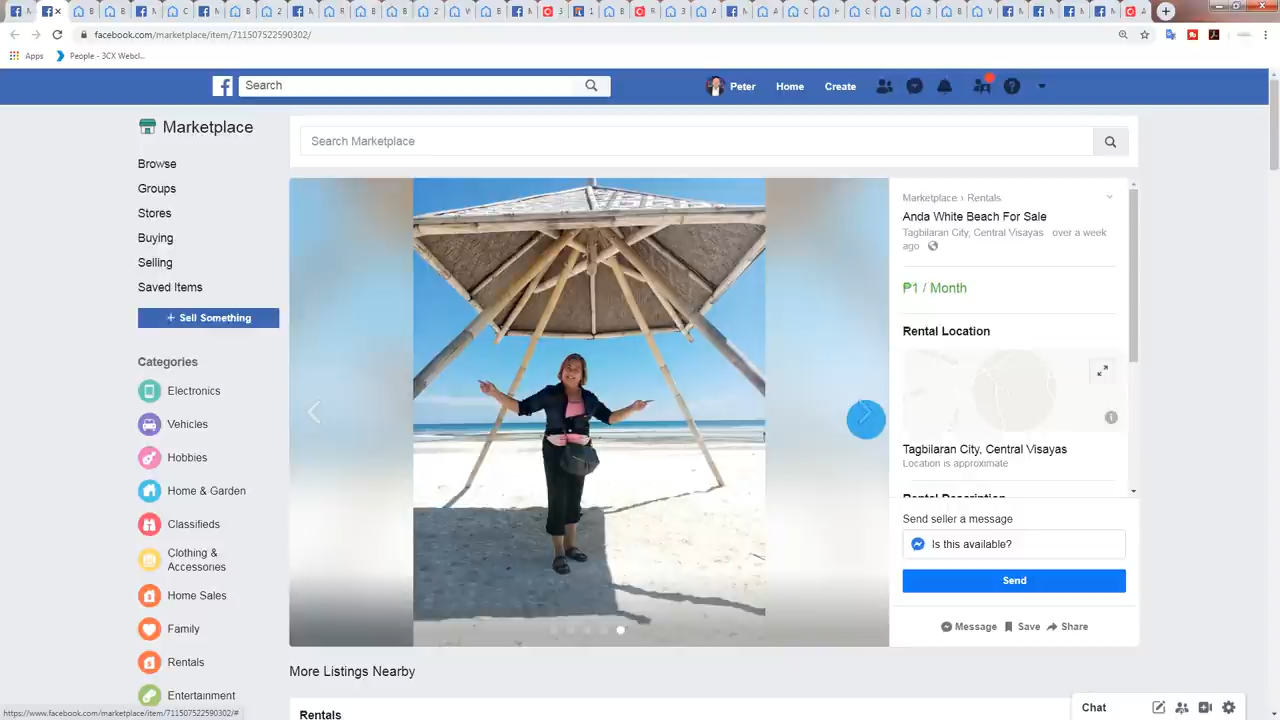 facebook.com/marketplace/item/711507522590302/
Apps
People - 3CX Webcl...
Search
Peter
Home
Create
Marketplace
Search Marketplace
Browse
Groups
Stores
Buying
Selling
Saved Items
+ Sell Something
Categories
Electronics
Vehicles
Hobbies
Home & Garden
Classifieds
Clothing &
Accessories
Home Sales
Family
Rentals
Entertainment
Marketplace › Rentals
Anda White Beach For Sale
Tagbilaran City, Central Visayas over a week
ago
₱1 / Month
Rental Location
Tagbilaran City, Central Visayas
Location is approximate
Rental Description
Send seller a message
Is this available?
Send
Message
Save
Share
More Listings Nearby
Rentals
Chat
https://www.facebook.com/marketplace/item/711507522590302/#